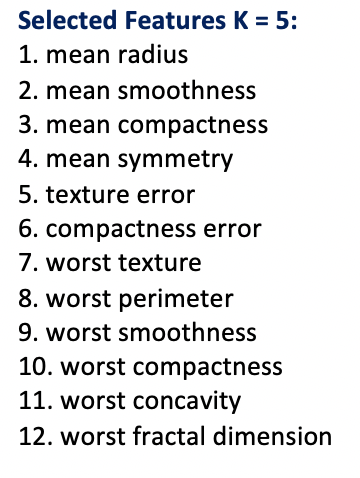 Selected Features K = 5:
1. mean radius
2. mean smoothness
3. mean compactness
4. mean symmetry
5. texture error
6. compactness error
7. worst texture
8. worst perimeter
9. worst smoothness
10. worst compactness
11. worst concavity
12. worst fractal dimension